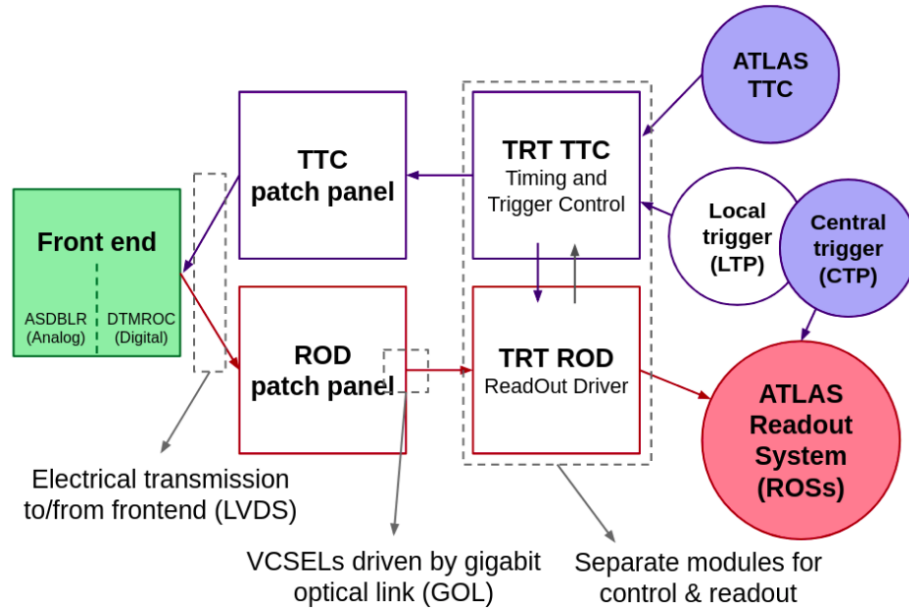 ATLAS
TTC
TTC
patch panel
TRT TTC
Timing and
Trigger Control
Local
trigger
(LTP)
Central
trigger
(CTP)
Front end
ASDBLR
(Analog)
DTMROC
(Digital)
ROD
patch panel
TRT ROD
ReadOut Driver
ATLAS
Readout
System
(ROSs)
Electrical transmission
to/from frontend (LVDS)
VCSELs driven by gigabit
optical link (GOL)
Separate modules for
control & readout